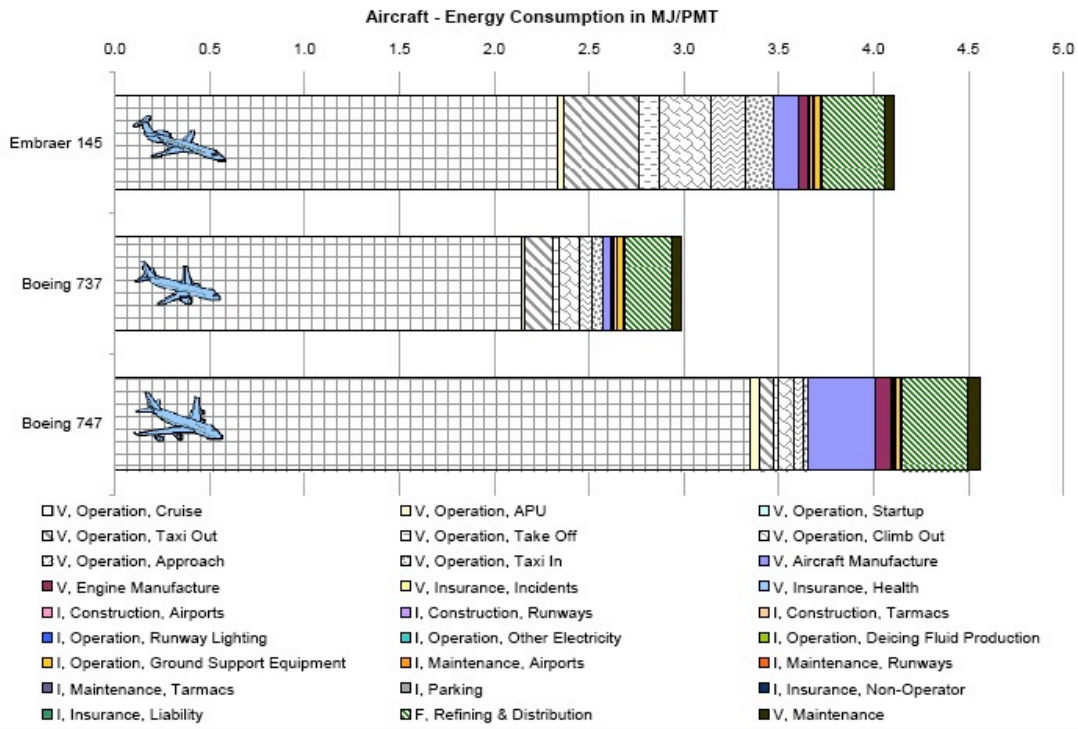 Aircraft - Energy Consumption in MJ/PMT
0.0 0.5 1.0 1.5 2.0 2.5 3.0 3.5 4.0 4.5 5.0
Embraer 145
Boeing 737
Boeing 747
V, Operation, Cruise V, Operation, APU V, Operation, Startup
V, Operation, Taxi Out V, Operation, Take Off V, Operation, Climb Out
V, Operation, Approach V, Operation, Taxi In V, Aircraft Manufacture
V, Engine Manufacture V, Insurance, Incidents V, Insurance, Health
I, Construction, Airports I, Construction, Runways I, Construction, Tarmacs
I, Operation, Runway Lighting I, Operation, Other Electricity I, Operation, Deicing Fluid Production
I, Operation, Ground Support Equipment I, Maintenance, Airports I, Maintenance, Runways
I, Maintenance, Tarmacs I, Parking I, Insurance, Non-Operator
I, Insurance, Liability F, Refining & Distribution V, Maintenance